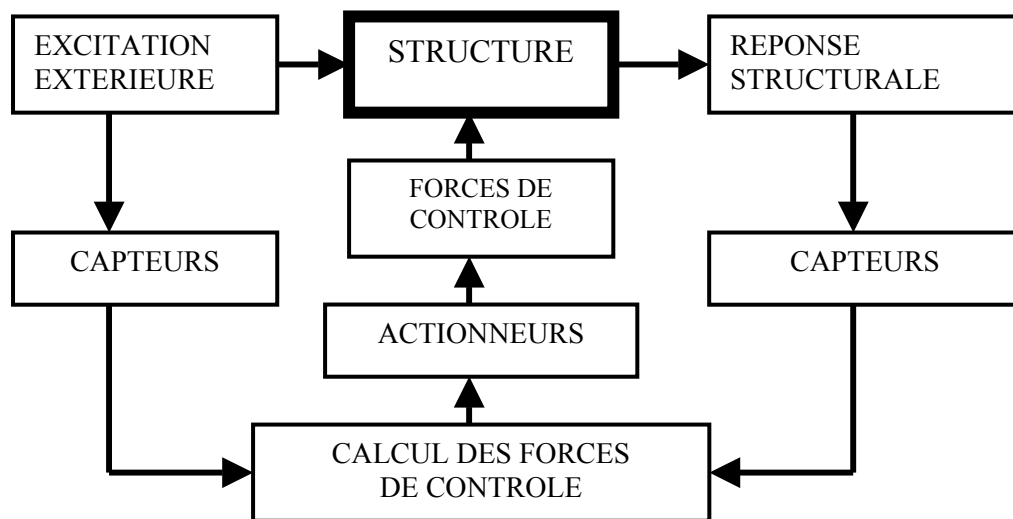 EXCITATION
EXTERIEURE
STRUCTURE
REPONSE
STRUCTURALE
FORCES DE
CONTROLE
CAPTEURS
CAPTEURS
ACTIONNEURS
CALCUL DES FORCES
DE CONTROLE